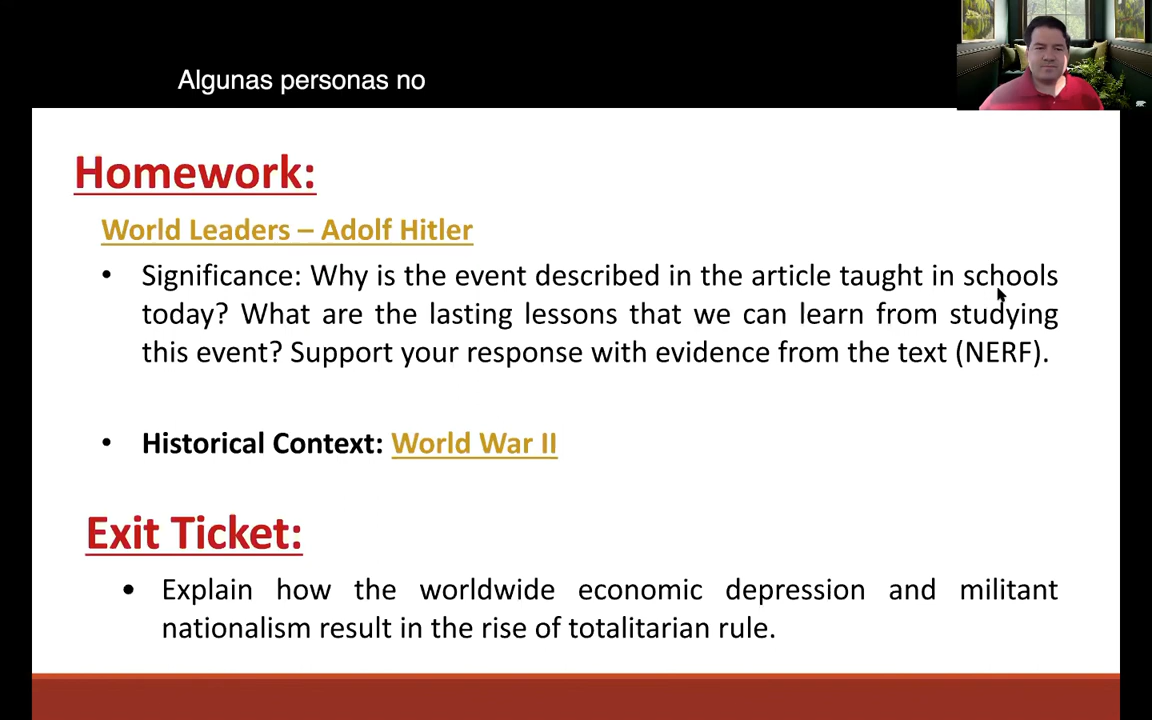 Algunas personas no
Homework:
World Leaders – Adolf Hitler
• Significance: Why is the event described in the article taught in schools
today? What are the lasting lessons that we can learn from studying
this event? Support your response with evidence from the text (NERF).
• Historical Context: World War II
Exit Ticket:
• Explain how the worldwide economic depression and militant
nationalism result in the rise of totalitarian rule.